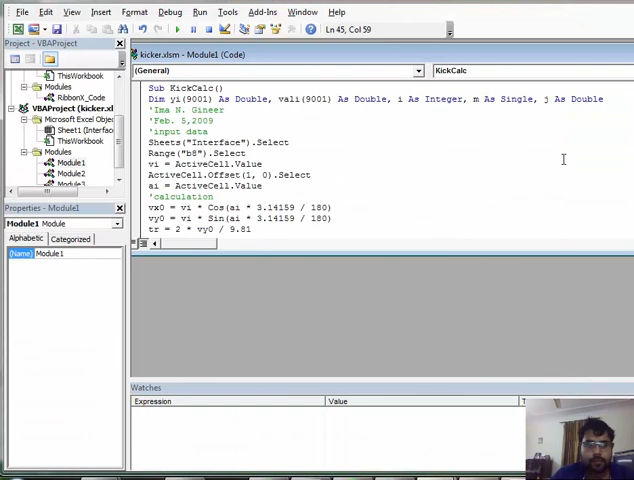 File Edit View Insert Format Debug Run Tools Add-Ins Window Help
Ln 45, Col 59
Project - VBAProject
ThisWorkbook
Modules
RibbonX_Code
VBAProject (kicker.xl
Microsoft Excel Objec
Sheet1 (Interfac
ThisWorkbook
Modules
Module1
Module2
Module3
Properties - Module1
Module1 Module
Alphabetic Categorized
(Name) Module1
kicker.xlsm - Module1 (Code)
(General) KickCalc
Sub KickCalc()
Dim yi(9001) As Double, vali(9001) As Double, i As Integer, m As Single, j As Double
'Ima N. Gineer
'Feb. 5,2009
'input data
Sheets("Interface").Select
Range("b8").Select
vi = ActiveCell.Value
ActiveCell.Offset(1, 0).Select
ai = ActiveCell.Value
'calculation
vx0 = vi * Cos(ai * 3.14159 / 180)
vy0 = vi * Sin(ai * 3.14159 / 180)
tr = 2 * vy0 / 9.81
Watches
Expression Value T